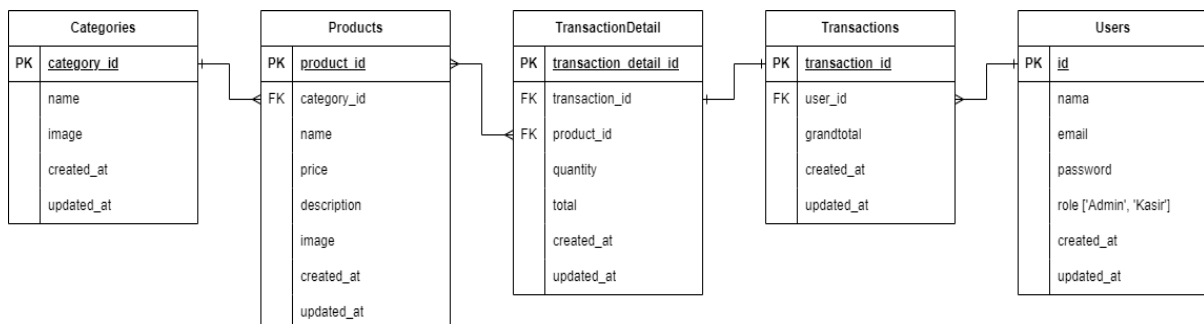 Categories
PK category_id
name
image
created_at
updated_at
Products
PK product_id
FK category_id
name
price
description
image
created_at
updated_at
TransactionDetail
PK transaction_detail_id
FK transaction_id
FK product_id
quantity
total
created_at
updated_at
Transactions
PK transaction_id
FK user_id
grandtotal
created_at
updated_at
Users
PK id
nama
email
password
role ['Admin', 'Kasir']
created_at
updated_at